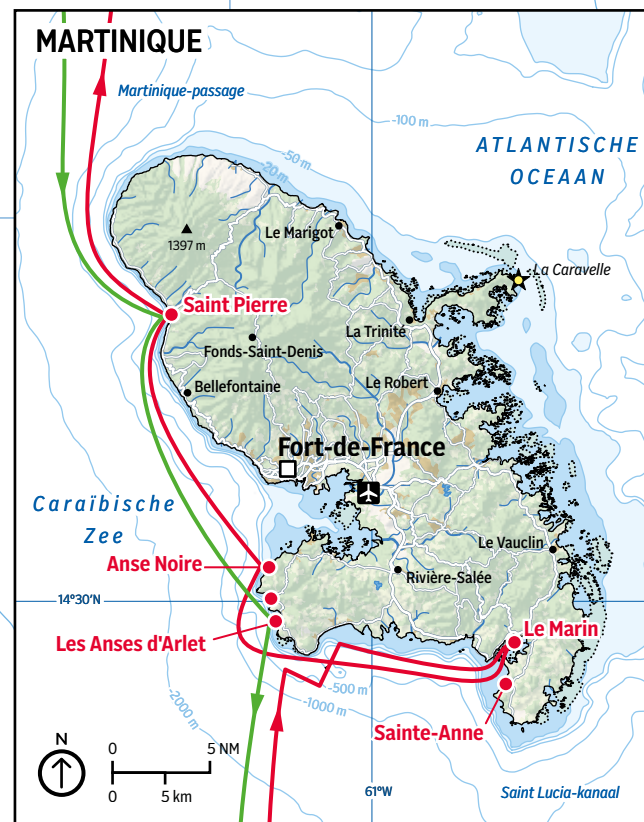 MARTINIQUE
Martinique-passage
-100 m
-50 m
-20 m
ATLANTISCHE
OCEAAN
Le Marigot
1397 m
La Caravelle
Saint Pierre
La Trinité
Fonds-Saint-Denis
Bellefontaine
Le Robert
Fort-de-France
Caraïbische
Zee
Le Vauclin
Anse Noire
Rivière-Salée
14°30'N
Les Anses d'Arlet
Le Marin
-500 m
-1000 m
-2000 m
Sainte-Anne
N
0
5 NM
0
5 km
61°W
Saint Lucia-kanaal